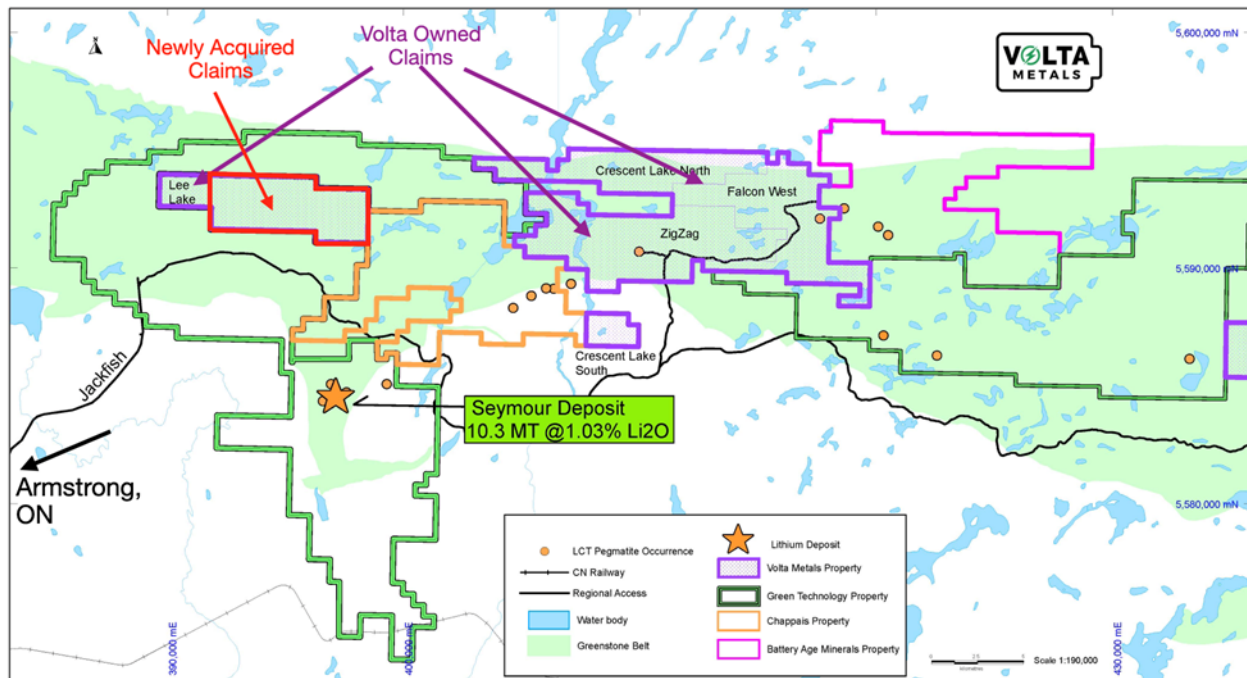 Newly Acquired
Claims
Volta Owned
Claims
VOLTA
METALS
5,600,000 mN
Lee
Lake
Crescent Lake North
Falcon West
ZigZag
5,590,000 mN
Crescent Lake
South
Jackfish
Seymour Deposit
10.3 MT @1.03% Li2O
Armstrong,
ON
5,580,000 mN
LCT Pegmatite Occurrence
CN Railway
Regional Access
Water body
Greenstone Belt
Lithium Deposit
Volta Metals Property
Green Technology Property
Chappais Property
Battery Age Minerals Property
390,000 mE
400,000 mE
430,000 mE
Scale 1:190,000